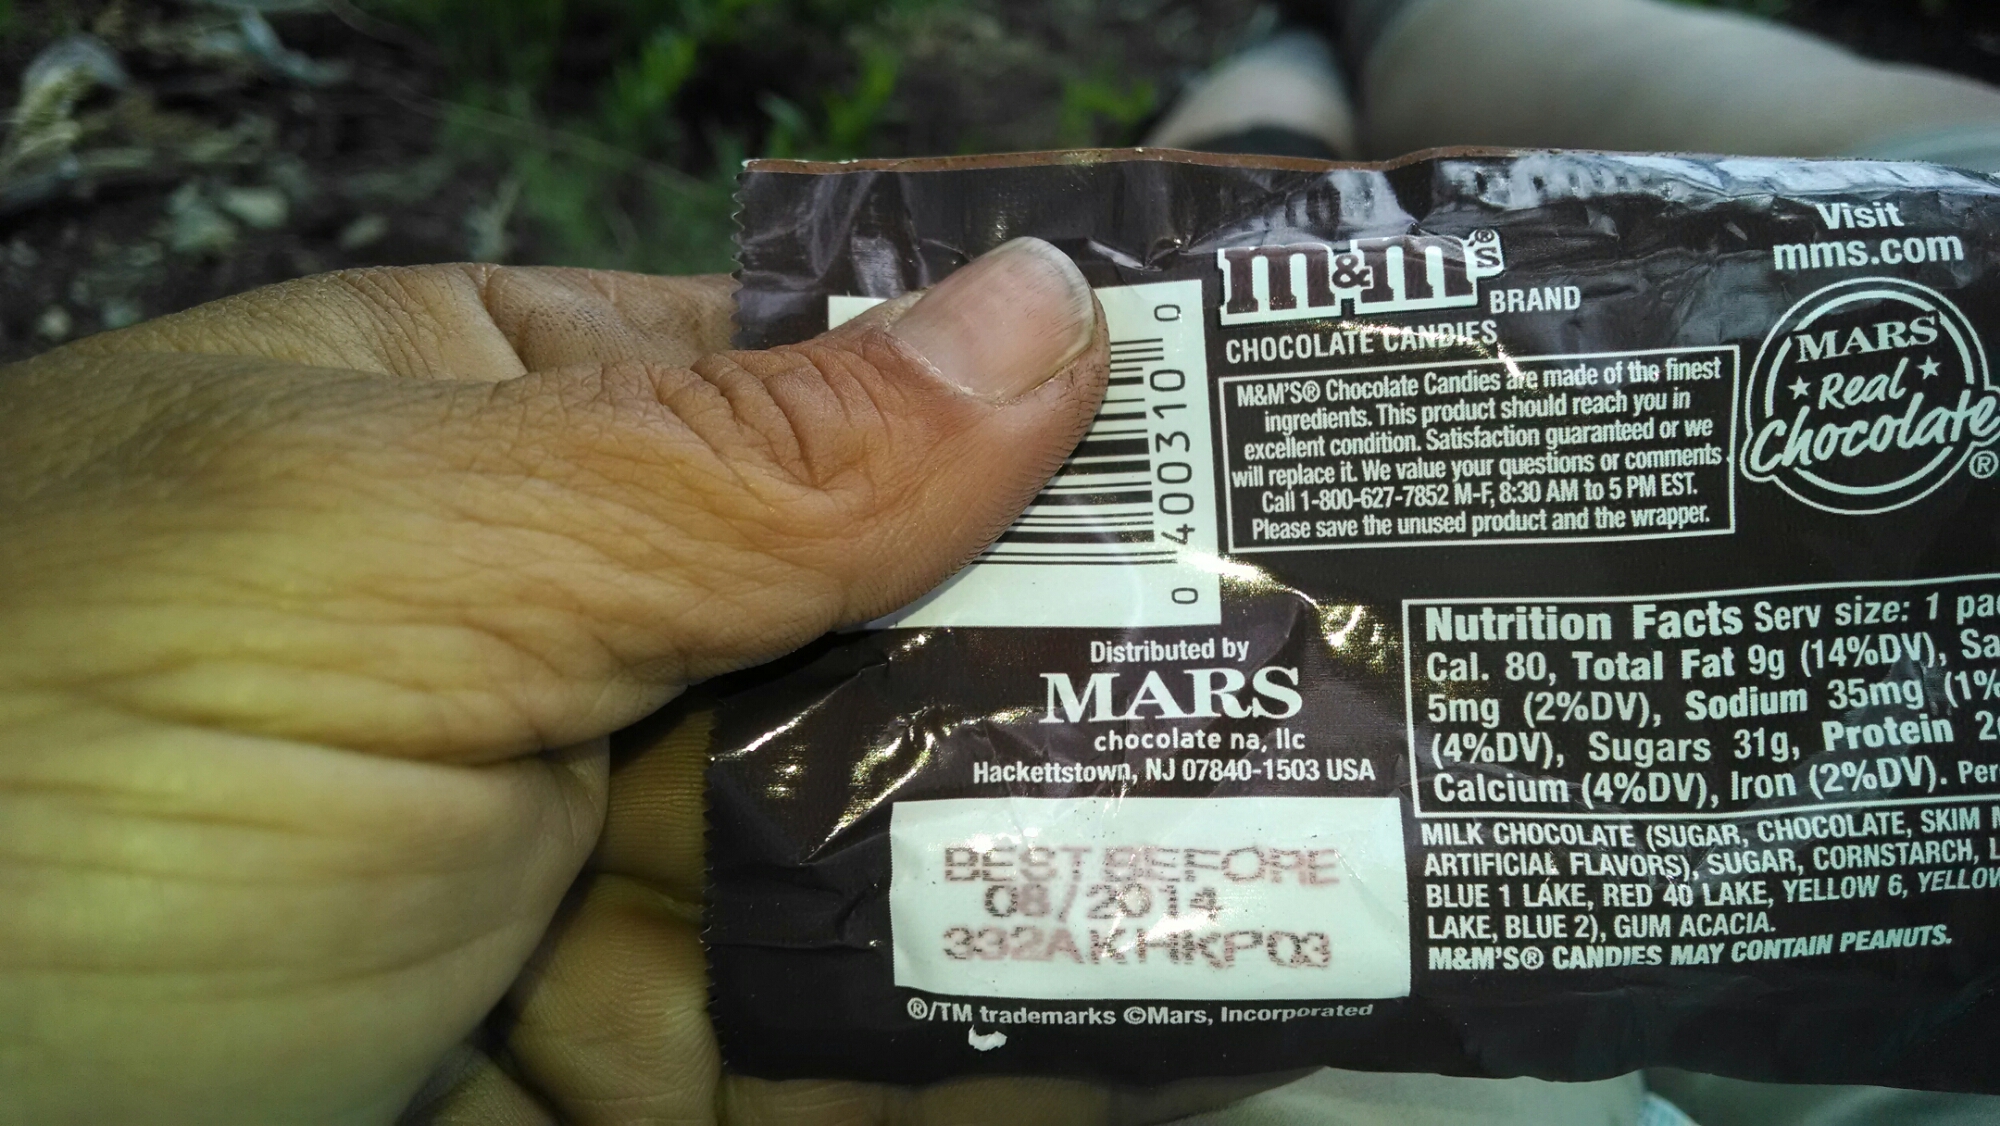 Visit
mms.com
m&m's®
BRAND
CHOCOLATE CANDIES
M&M'S® Chocolate Candies are made of the finest
ingredients. This product should reach you in
excellent condition. Satisfaction guaranteed or we
will replace it. We value your questions or comments.
Call 1-800-627-7852 M-F, 8:30 AM to 5 PM EST.
Please save the unused product and the wrapper.
MARS
Real
Chocolate®
0 400310 0
Distributed by
MARS
chocolate na, llc
Hackettstown, NJ 07840-1503 USA
BEST BEFORE
08/2014
332AKHKP03
®/TM trademarks ©Mars, Incorporated
Nutrition Facts Serv size: 1
Cal. 80, Total Fat 9g (14%DV),
5mg (2%DV), Sodium 35mg (1%
(4%DV), Sugars 31g, Protein
Calcium (4%DV), Iron (2%DV).
MILK CHOCOLATE (SUGAR, CHOCOLATE, SKIM
ARTIFICIAL FLAVORS), SUGAR, CORNSTARCH,
BLUE 1 LAKE, RED 40 LAKE, YELLOW 6, YELLOW
LAKE, BLUE 2), GUM ACACIA.
M&M'S® CANDIES MAY CONTAIN PEANUTS.